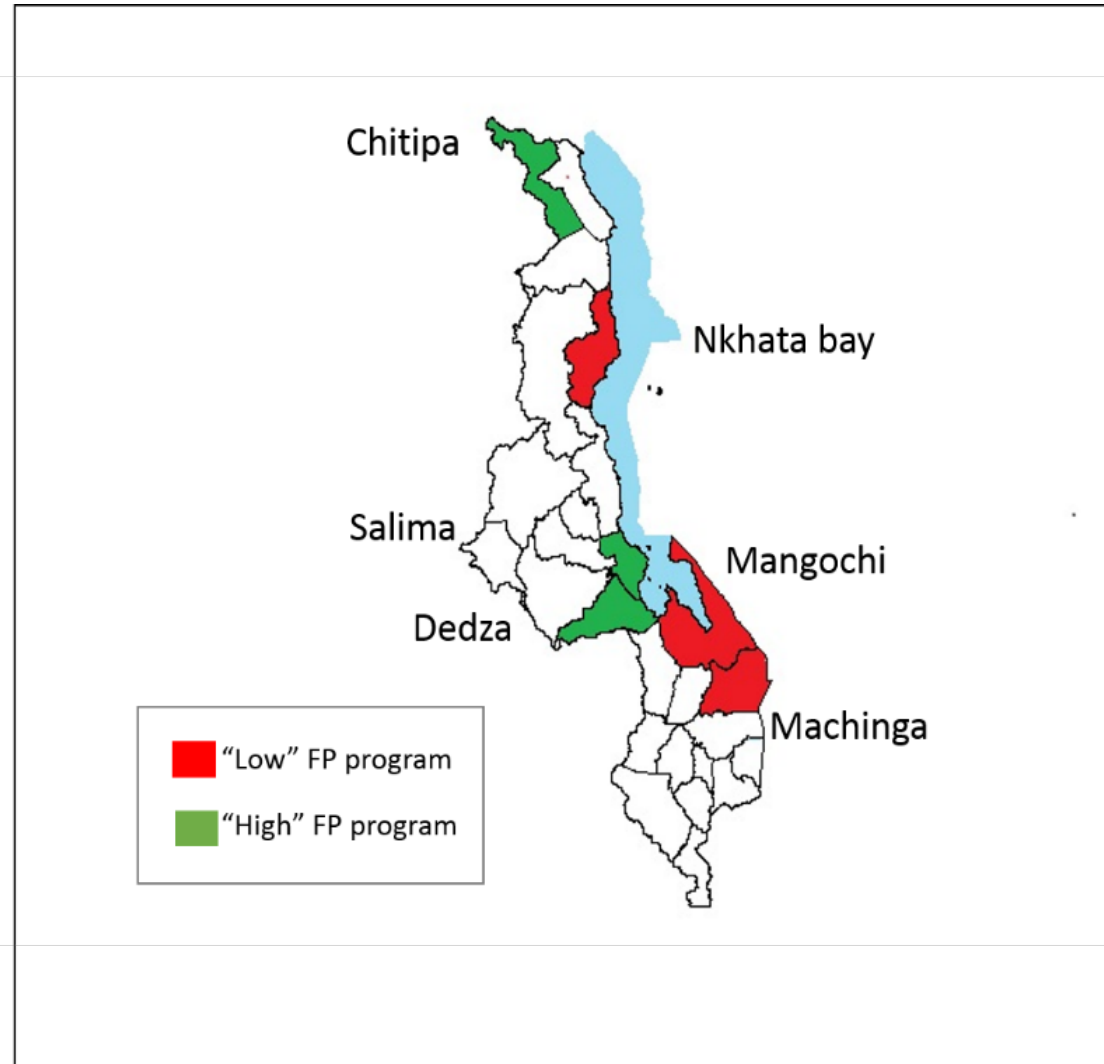 Chitipa
Nkhata bay
Salima
Mangochi
Dedza
Machinga
“Low” FP program
“High” FP program